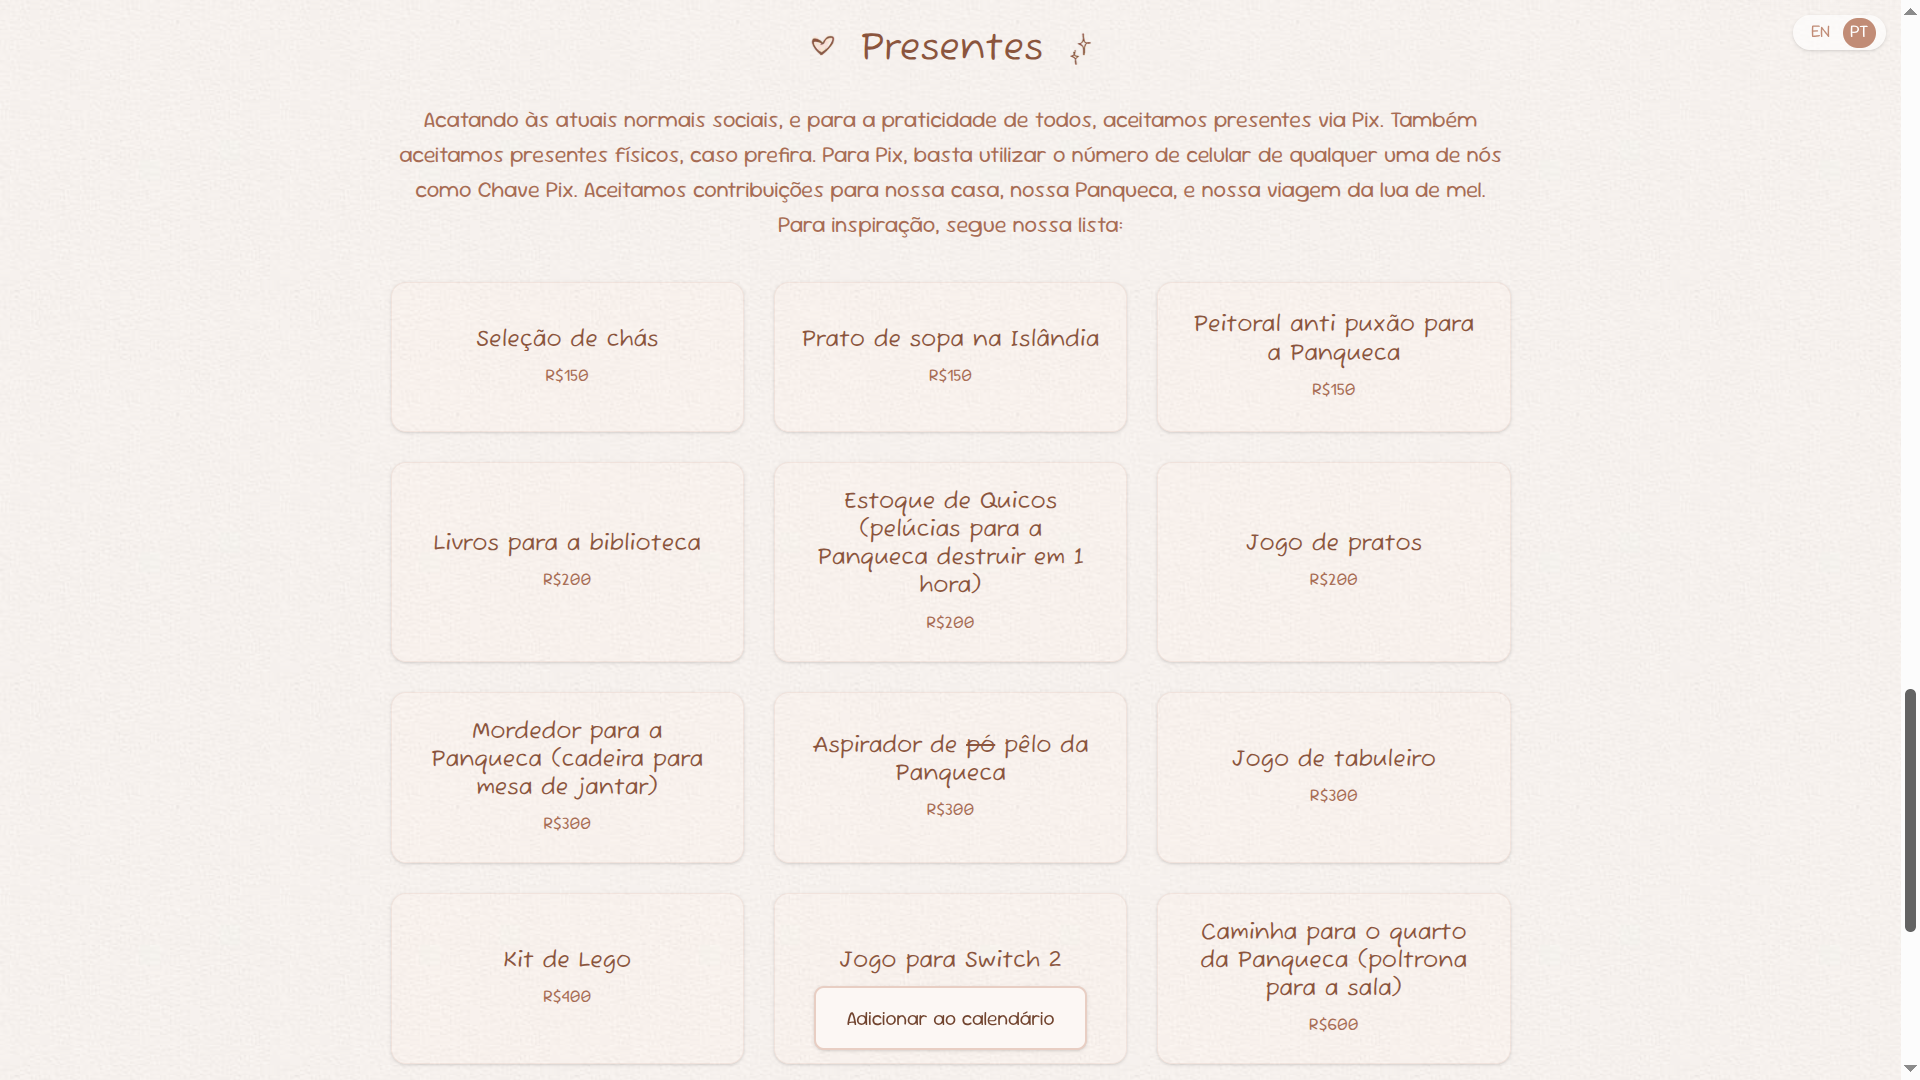 Presentes
EN PT
Acatando às atuais normais sociais, e para a praticidade de todos, aceitamos presentes via Pix. Também
aceitamos presentes físicos, caso prefira. Para Pix, basta utilizar o número de celular de qualquer uma de nós
como Chave Pix. Aceitamos contribuições para nossa casa, nossa Panqueca, e nossa viagem da lua de mel.
Para inspiração, segue nossa lista:
Seleção de chás
R$150
Prato de sopa na Islândia
R$150
Peitoral anti puxão para
a Panqueca
R$150
Livros para a biblioteca
R$200
Estoque de Quicos
(pelúcias para a
Panqueca destruir em 1
hora)
R$200
Jogo de pratos
R$200
Mordedor para a
Panqueca (cadeira para
mesa de jantar)
R$300
Aspirador de pó pêlo da
Panqueca
R$300
Jogo de tabuleiro
R$300
Kit de Lego
R$400
Jogo para Switch 2
Adicionar ao calendário
Caminha para o quarto
da Panqueca (poltrona
para a sala)
R$600